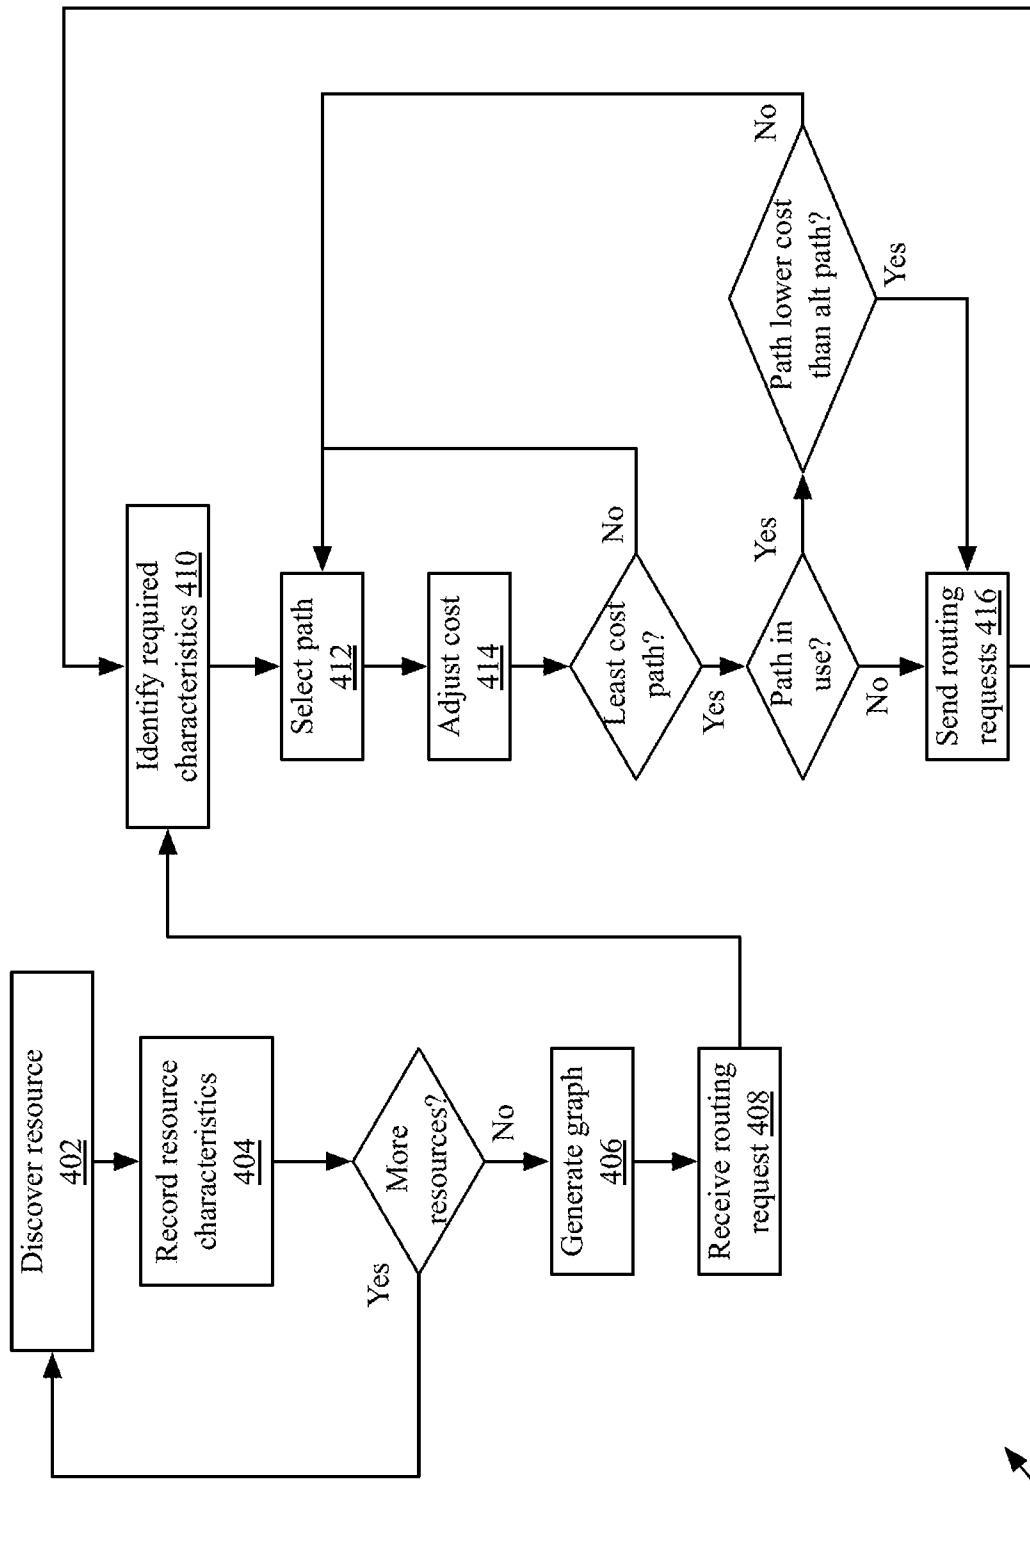 Discover resource
402
Record resource
characteristics
404
More
resources?
Yes
No
Generate graph
406
Receive routing
request 408
Identify required
characteristics 410
Select path
412
Adjust cost
414
Least cost
path?
No
Yes
Path in
use?
Yes
No
Path lower cost
than alt path?
No
Yes
Send routing
requests 416